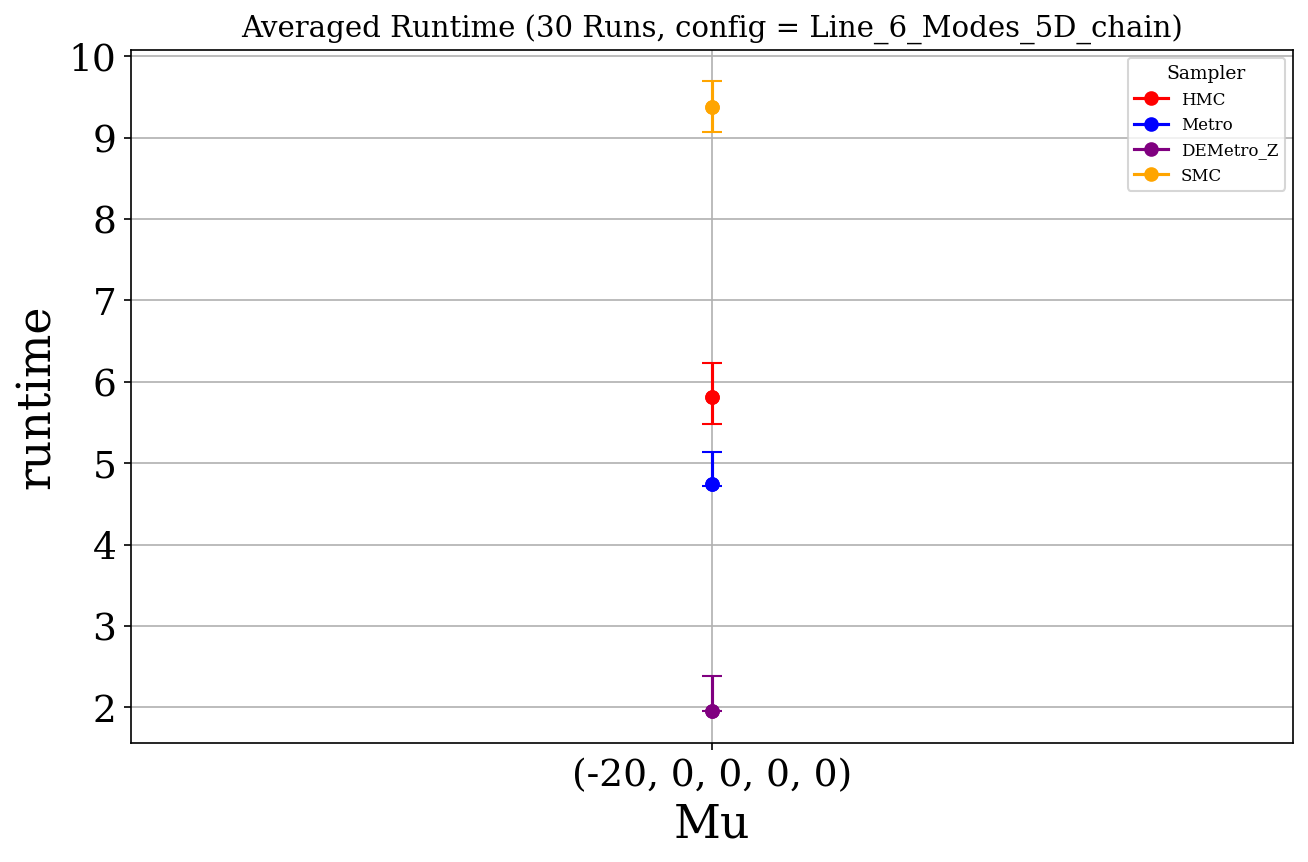 Averaged Runtime (30 Runs, config = Line_6_Modes_5D_chain)
10
9
8
7
6
5
4
3
2
runtime
Sampler
HMC
Metro
DEMetro_Z
SMC
(-20, 0, 0, 0, 0)
Mu